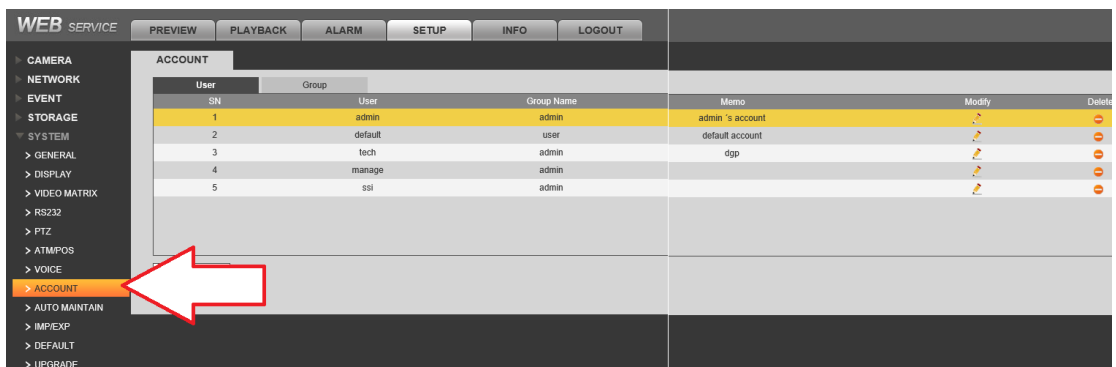 WEB SERVICE
PREVIEW PLAYBACK ALARM SETUP INFO LOGOUT
CAMERA
NETWORK
EVENT
STORAGE
SYSTEM
GENERAL
DISPLAY
VIDEO MATRIX
RS232
PTZ
ATM/POS
VOICE
ACCOUNT
AUTO MAINTAIN
IMP/EXP
DEFAULT
UPGRADE
ACCOUNT
User Group
SN User Group Name Memo Modify Delete
1 admin admin admin 's account
2 default user default account
3 tech admin dgp
4 manage admin
5 ssi admin